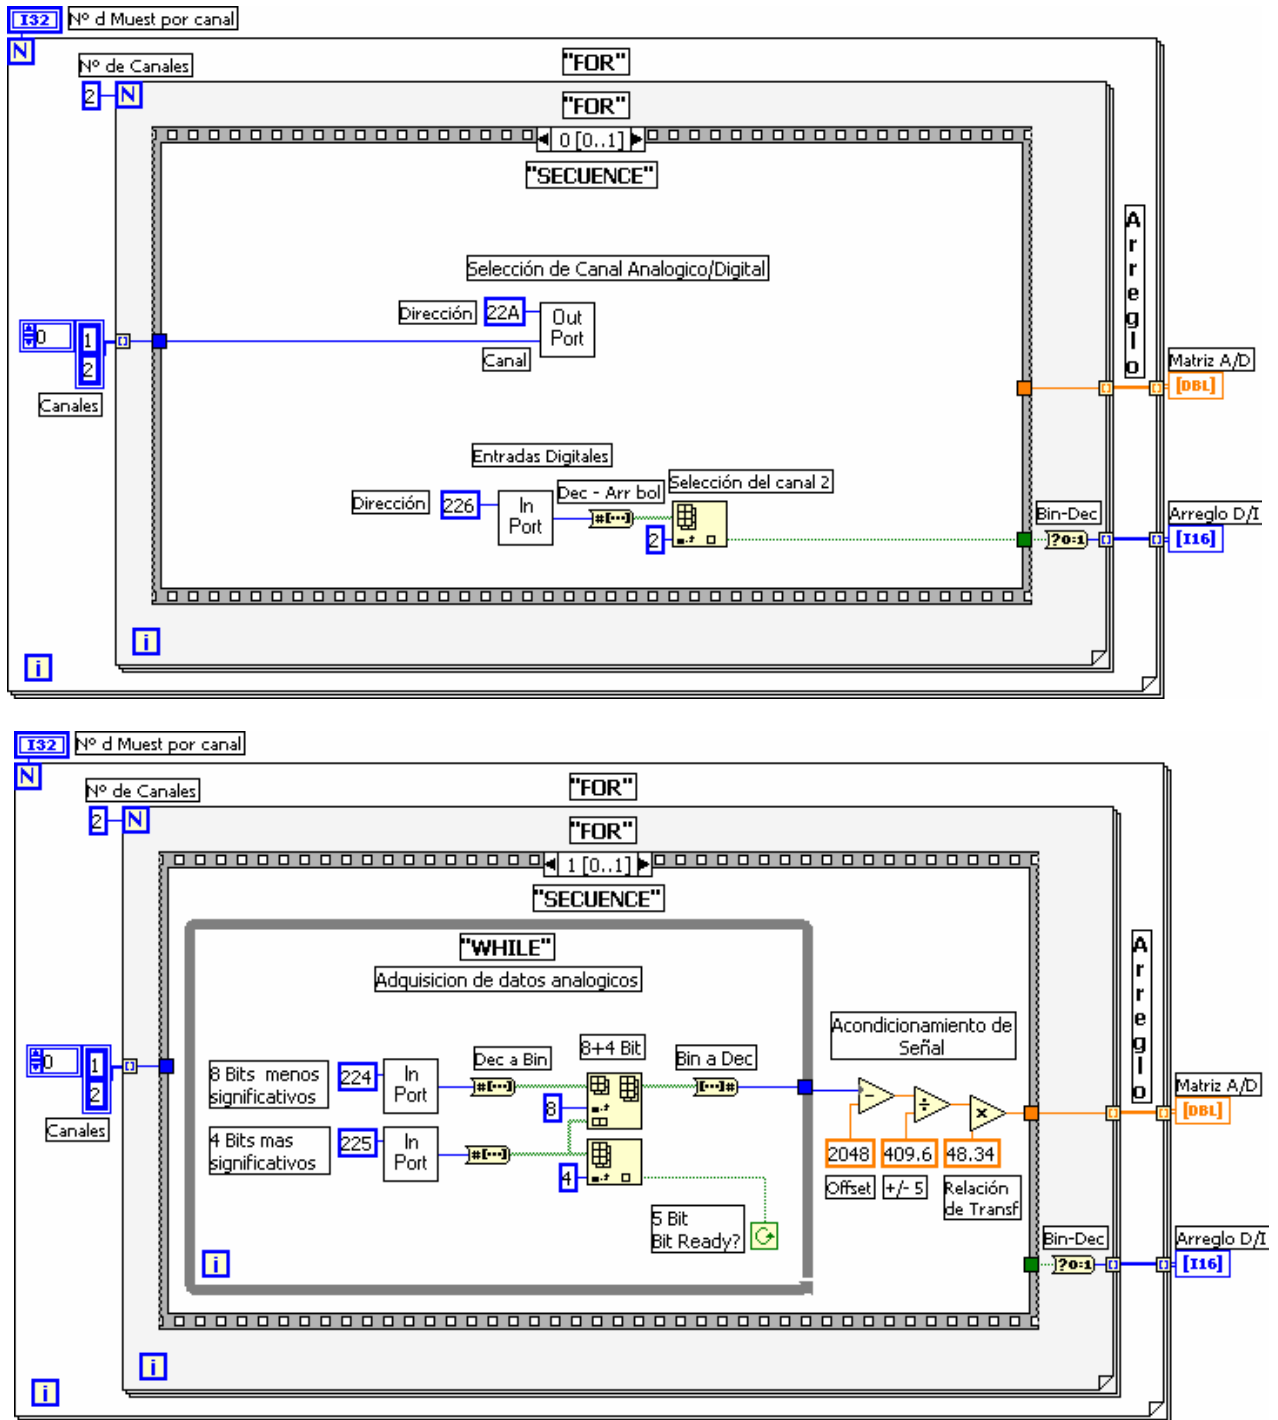 I32 Nº d Muest por canal
N
Nº de Canales
2 N
"FOR"
"FOR"
0 [0..1]
"SECUENCE"
Selección de Canal Analogico/Digital
Dirección 22A
Out
Port
Canal
0
1
2
Canales
Entradas Digitales
Dirección 226
In
Port
Dec - Arr bol
#[...]
Selección del canal 2
2
Bin-Dec
?0:1
Arreglo
Matriz A/D
[DBL]
Arreglo D/I
[I16]
i
i
I32 Nº d Muest por canal
N
Nº de Canales
2 N
"FOR"
"FOR"
1 [0..1]
"SECUENCE"
"WHILE"
Adquisicion de datos analogicos
0
1
2
Canales
8 Bits menos
significativos
224
In
Port
Dec a Bin
#[...]
8+4 Bit
8
Bin a Dec
[...]#
4 Bits mas
significativos
225
In
Port
#[...]
4
5 Bit
Bit Ready?
i
Acondicionamiento de
Señal
-
÷
x
2048
409.6
48.34
Offset
+/- 5
Relación
de Transf
Bin-Dec
?0:1
Arreglo
Matriz A/D
[DBL]
Arreglo D/I
[I16]
i
i